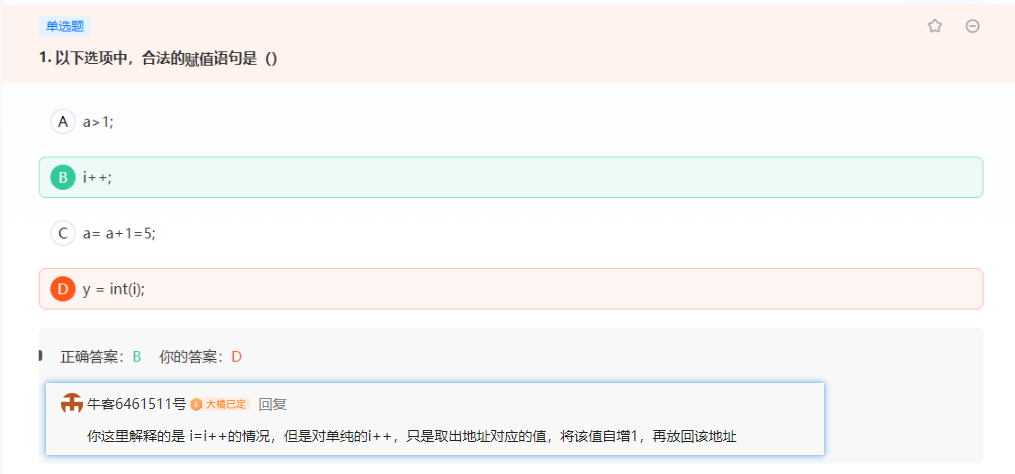 单选题
1. 以下选项中，合法的赋值语句是（）
A a>1;
B i++;
C a= a+1=5;
D y = int(i);
正确答案：B 你的答案：D
牛客6461511号 6 大橘已定 回复
你这里解释的是 i=i++的情况，但是对单纯的i++，只是取出地址对应的值，将该值自增1，再放回该地址